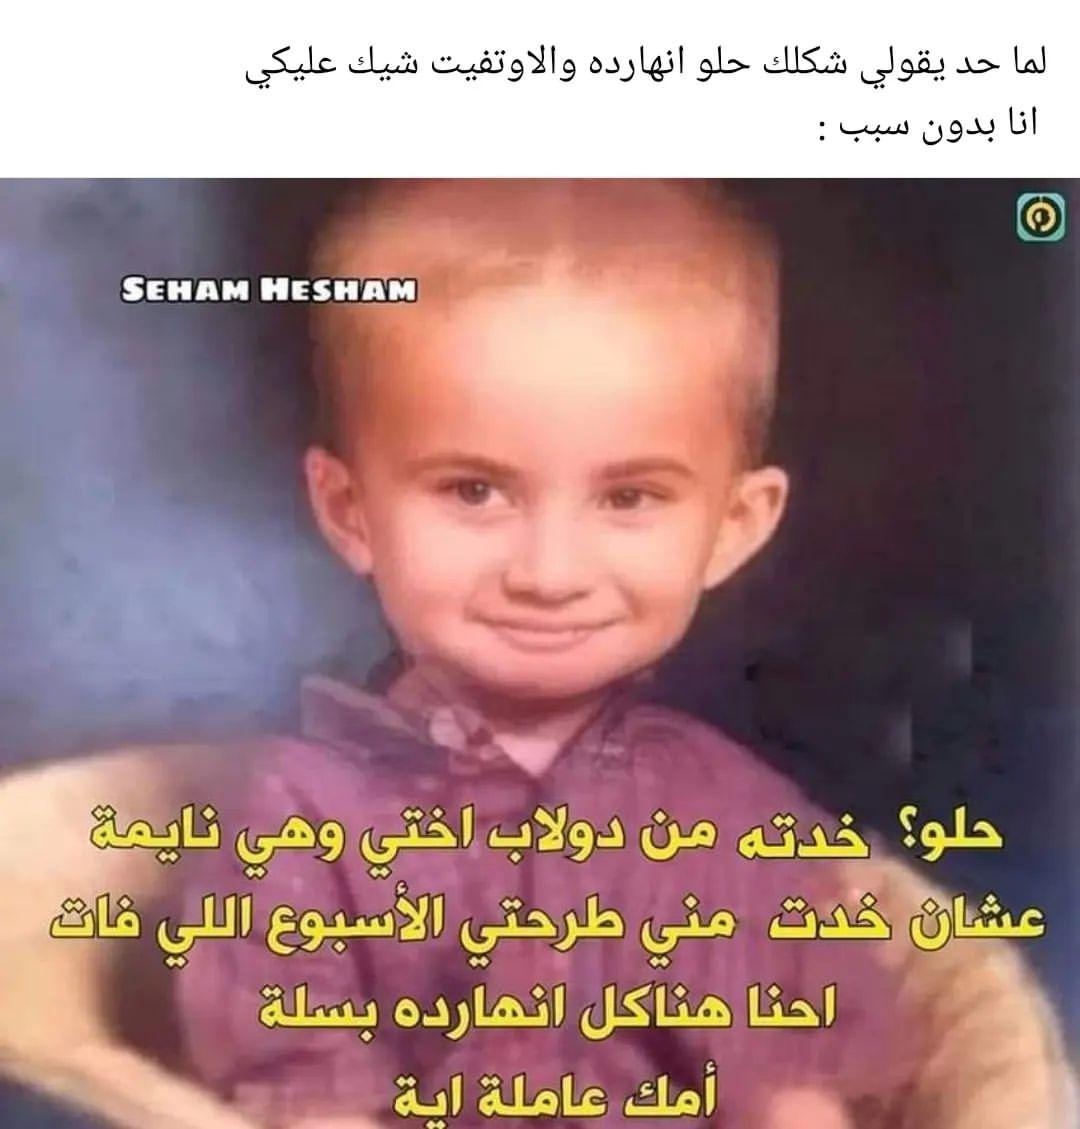 لما حد يقولي شكلك حلو انهارده والاوتفيت شيك عليكي
انا بدون سبب :
SEHAM HESHAM
حلو؟ خدته من دولاب اختي وهي نايمة
عشان خدت مني طرحتي الأسبوع اللي فات
احنا هناكل انهارده بسلة
أمك عاملة اية